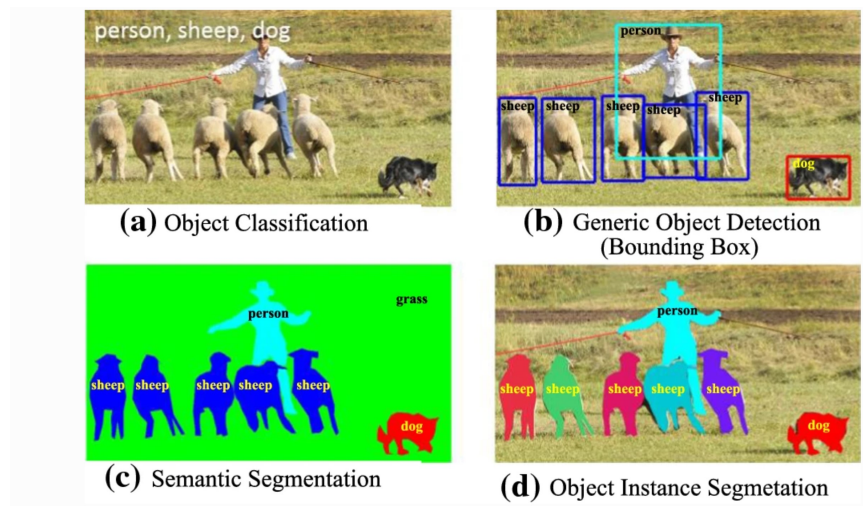 person, sheep, dog
(a) Object Classification
person
sheep sheep sheep sheep sheep
dog
(b) Generic Object Detection
(Bounding Box)
grass
person
sheep sheep sheep sheep sheep
dog
(c) Semantic Segmentation
person
sheep sheep sheep sheep sheep
dog
(d) Object Instance Segmetation